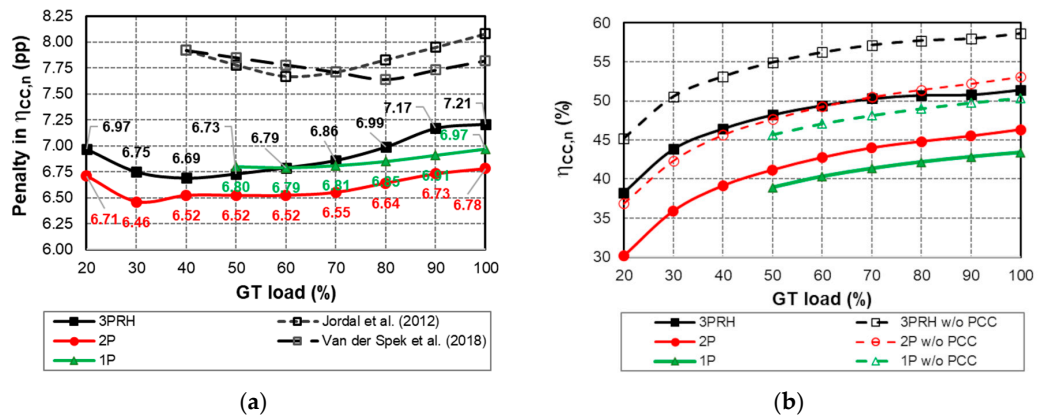 (a)
8.25
8.00
7.75
7.50
7.25
7.00
6.75
6.50
6.25
6.00
Penalty in ηcc,n (pp)
6.97
6.75
6.69
6.73
6.79
6.86
6.99
7.17
7.21
6.80
6.79
6.81
6.85
6.91
6.97
6.71
6.46
6.52
6.52
6.52
6.55
6.64
6.73
6.78
20 30 40 50 60 70 80 90 100
GT load (%)
3PRH
2P
1P
Jordal et al. (2012)
Van der Spek et al. (2018)
(a)
(b)
60
55
50
45
40
35
30
ηcc,n (%)
20 30 40 50 60 70 80 90 100
GT load (%)
3PRH
2P
1P
3PRH w/o PCC
2P w/o PCC
1P w/o PCC
(b)